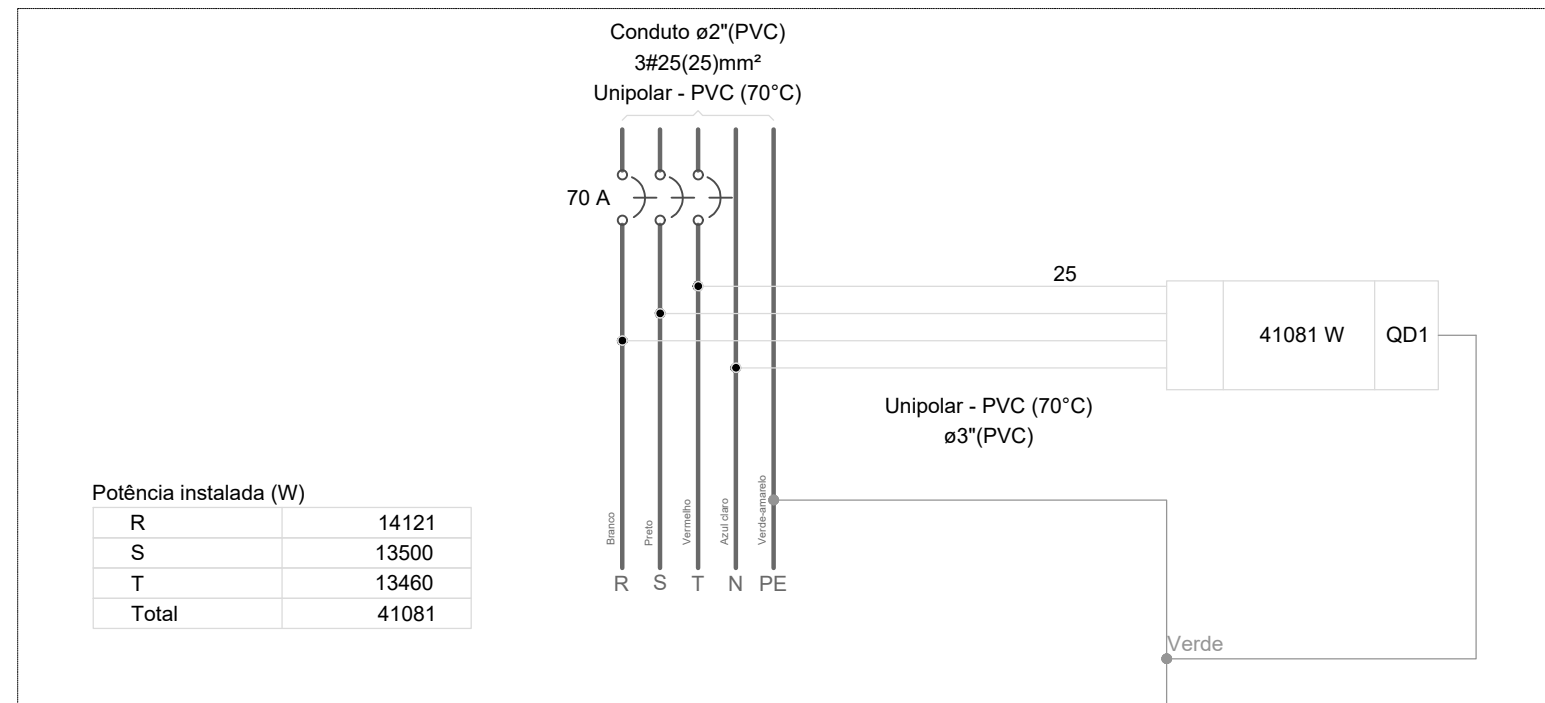 Conduto ø2"(PVC)
3#25(25)mm²
Unipolar - PVC (70°C)
70 A
25
41081 W QD1
Unipolar - PVC (70°C)
ø3"(PVC)
Potência instalada (W)
R 14121
S 13500
T 13460
Total 41081
Branco
Preto
Vermelho
Azul claro
Verde-amarelo
R S T N PE
Verde